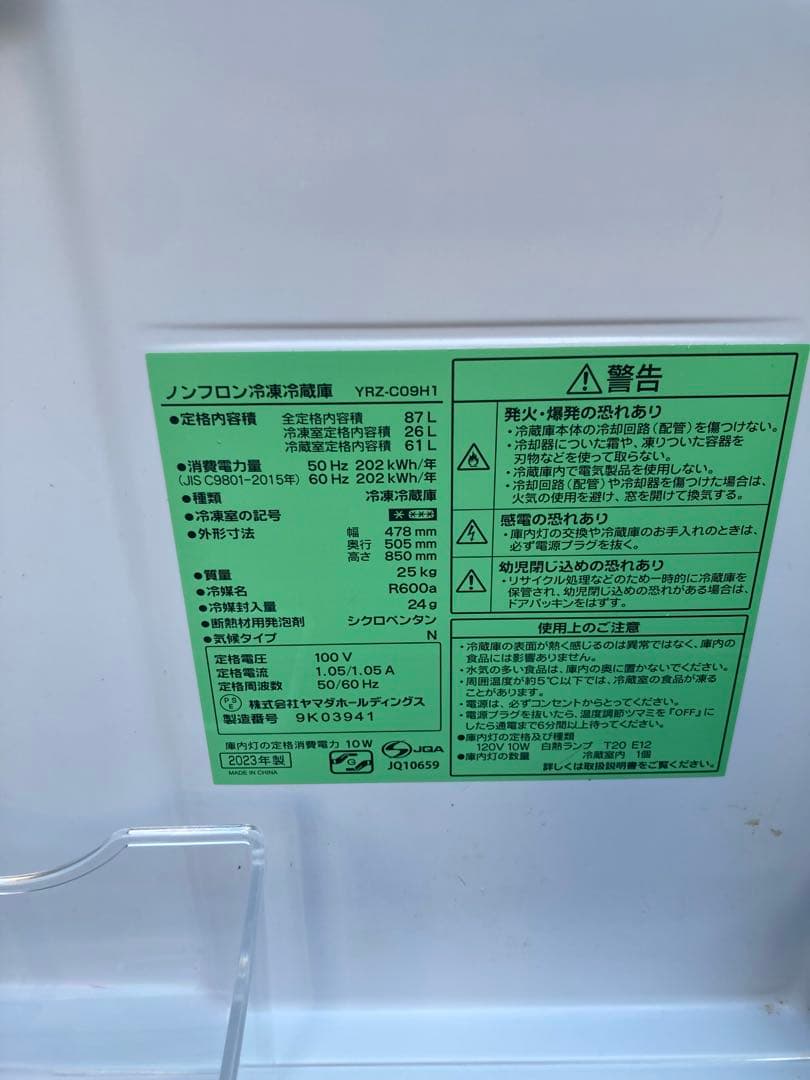 ノンフロン冷凍冷蔵庫 YRZ-C09H1
●定格内容積 全定格内容積 87 L
冷凍室定格内容積 26 L
冷蔵室定格内容積 61 L
●消費電力量 50 Hz 202 kWh/年
(JIS C9801-2015年) 60 Hz 202 kWh/年
●種類 冷凍冷蔵庫
●冷凍室の記号
●外形寸法 幅 478 mm
奥行 505 mm
高さ 850 mm
●質量 25 kg
●冷媒名 R600a
●冷媒封入量 24 g
●断熱材用発泡剤 シクロペンタン
●気候タイプ N
定格電圧 100 V
定格電流 1.05/1.05 A
定格周波数 50/60 Hz
PSE 株式会社ヤマダホールディングス
製造番号 9K03941
庫内灯の定格消費電力 10W
2023年製
MADE IN CHINA
G
JQA
JQ10659
警告
発火・爆発の恐れあり
・冷蔵庫本体の冷却回路(配管)を傷つけない。
・冷却器についた霜や、凍りついた容器を
刃物などを使って取らない。
・冷蔵庫内で電気製品を使用しない。
・冷却回路(配管)や冷却器を傷つけた場合は、
火気の使用を避け、窓を開けて換気する。
感電の恐れあり
・庫内灯の交換や冷蔵庫のお手入れのときは、
必ず電源プラグを抜く。
幼児閉じ込めの恐れあり
・リサイクル処理などのため一時的に冷蔵庫を
保管され、幼児閉じ込めの恐れがある場合は、
ドアパッキンをはずす。
使用上のご注意
・冷蔵庫の表面が熱く感じるのは異常ではなく、庫内の
食品には影響ありません。
・水気の多い食品は、庫内の奥に置かないでください。
・周囲温度が約5℃以下では、冷蔵室の食品が凍る
ことがあります。
・電源は、必ずコンセントからとってください。
・電源プラグを抜いたら、温度調節ツマミを「OFF」に
したら通電まで6分間以上待ってください。
●庫内灯の定格及び種類
120V 10W 白熱ランプ T20 E12
●庫内灯の数量 冷蔵室内 1個
詳しくは取扱説明書をご覧ください。